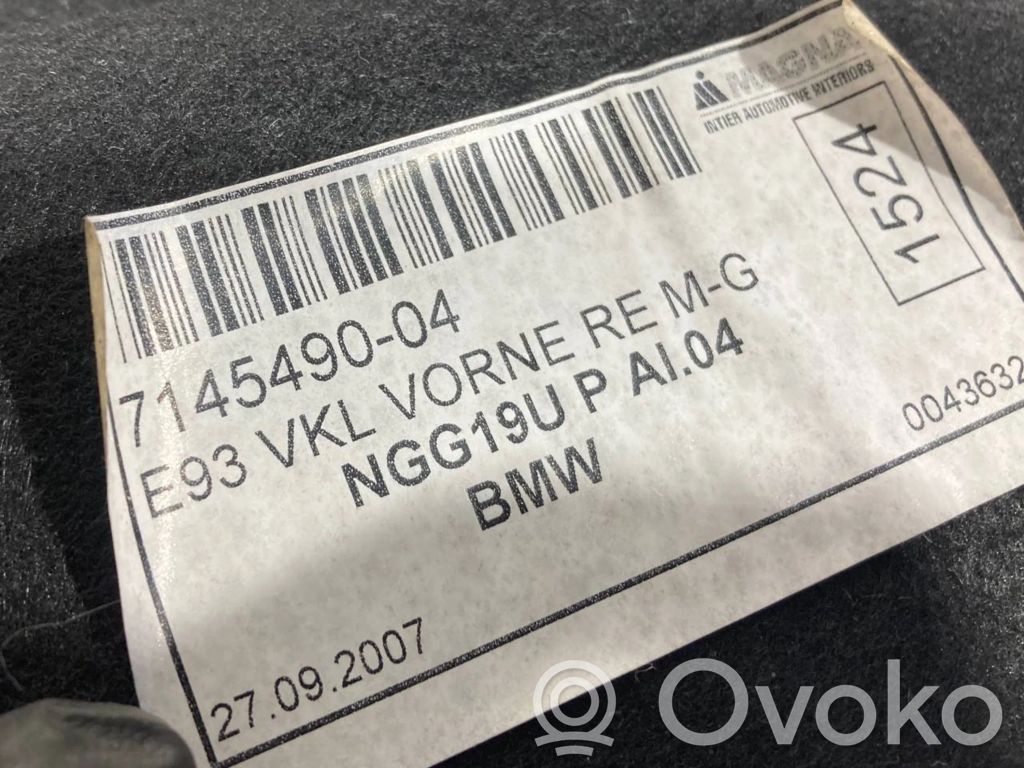 MAGNA
INTIER AUTOMOTIVE INTERIORS
1524
7145490-04
E93 VKL VORNE RE M-G
NGG19U P AI.04
BMW
0043632
27.09.2007
Ovoko